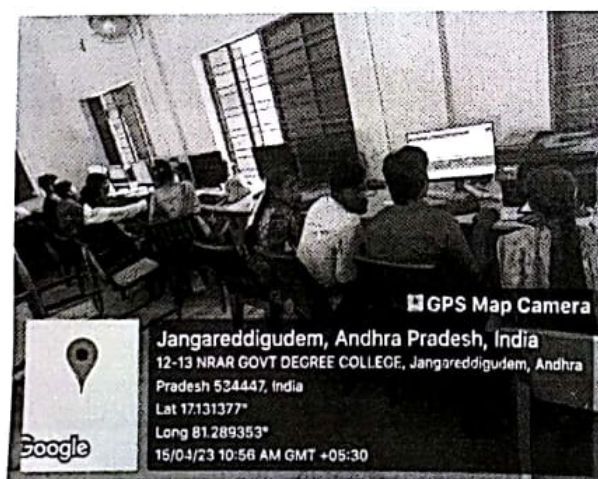 GPS Map Camera
Jangareddigudem, Andhra Pradesh, India
12-13 NRAR GOVT DEGREE COLLEGE, Jangareddigudem, Andhra
Pradesh 534447, India
Lat 17.131377°
Long 81.289353°
15/04/23 10:56 AM GMT +05:30
Google